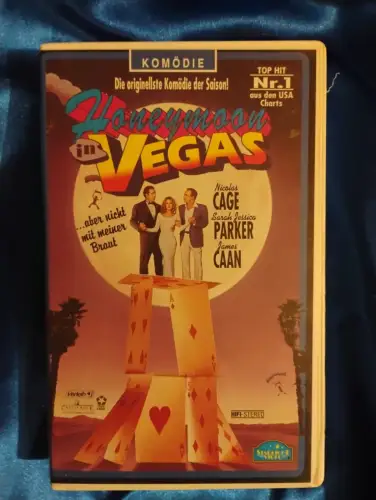 KOMÖDIE
Die originellste Komödie der Saison!
TOP HIT
Nr.1
aus den USA
Charts
Honeymoon
in
VEGAS
...aber nicht
mit meiner
Braut
Nicolas
CAGE
Sarah Jessica
PARKER
James
CAAN
A
A
HIFI-STEREO